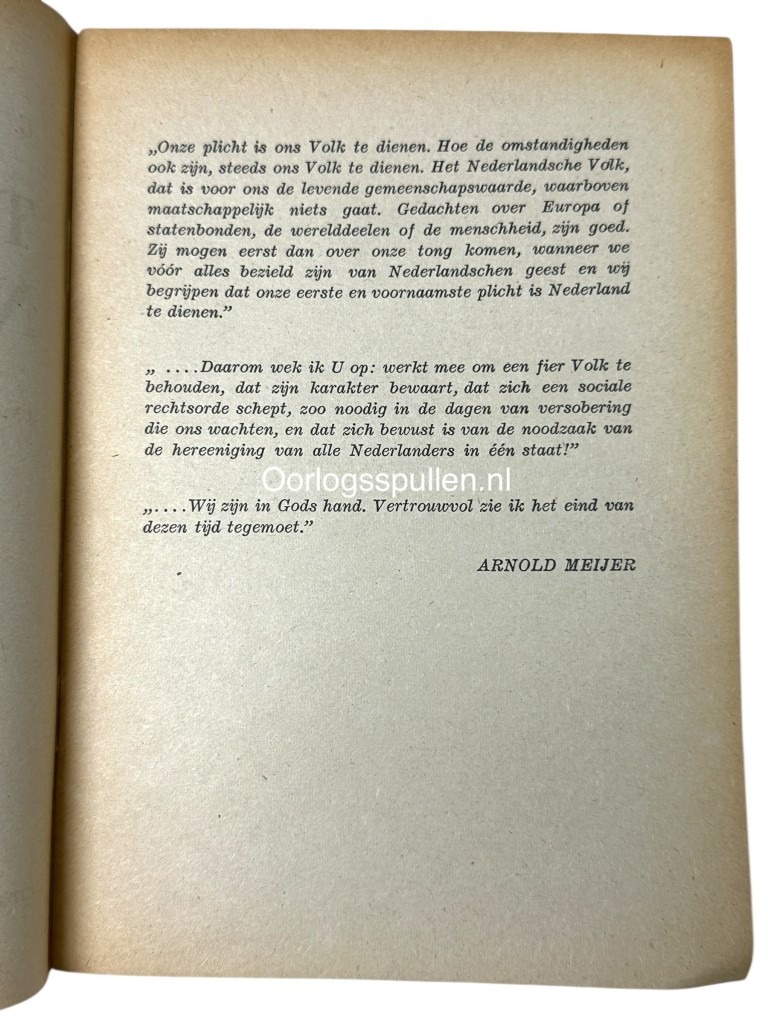 „Onze plicht is ons Volk te dienen. Hoe de omstandigheden
ook zijn, steeds ons Volk te dienen. Het Nederlandsche Volk,
dat is voor ons de levende gemeenschapswaarde, waarboven
maatschappelijk niets gaat. Gedachten over Europa of
statenbonden, de werelddeelen of de menschheid, zijn goed.
Zij mogen eerst dan over onze tong komen, wanneer we
vóór alles bezield zijn van Nederlandschen geest en wij
begrijpen dat onze eerste en voornaamste plicht is Nederland
te dienen.”
„ ....Daarom wek ik U op: werkt mee om een fier Volk te
behouden, dat zijn karakter bewaart, dat zich een sociale
rechtsorde schept, zoo noodig in de dagen van versobering
die ons wachten, en dat zich bewust is van de noodzaak van
de hereeniging van alle Nederlanders in één staat!”
Oorlogsspullen.nl
„....Wij zijn in Gods hand. Vertrouwvol zie ik het eind van
dezen tijd tegemoet.”
ARNOLD MEIJER